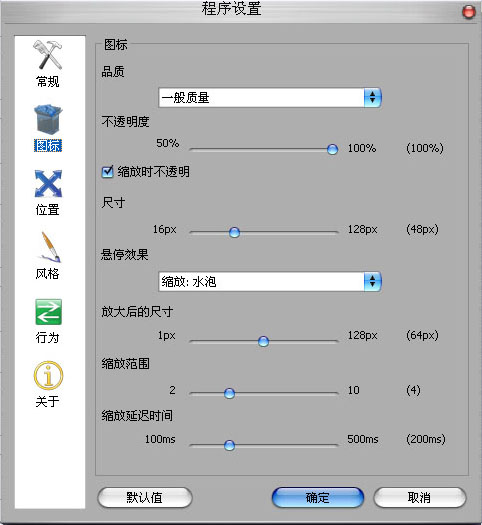 程序设置
常规
图标
位置
风格
行为
关于
图标
品质
一般质量
不透明度
50% 100% (100%)
缩放时不透明
尺寸
16px 128px (48px)
悬停效果
缩放: 水泡
放大后的尺寸
1px 128px (64px)
缩放范围
2 10 (4)
缩放延迟时间
100ms 500ms (200ms)
默认值 确定 取消